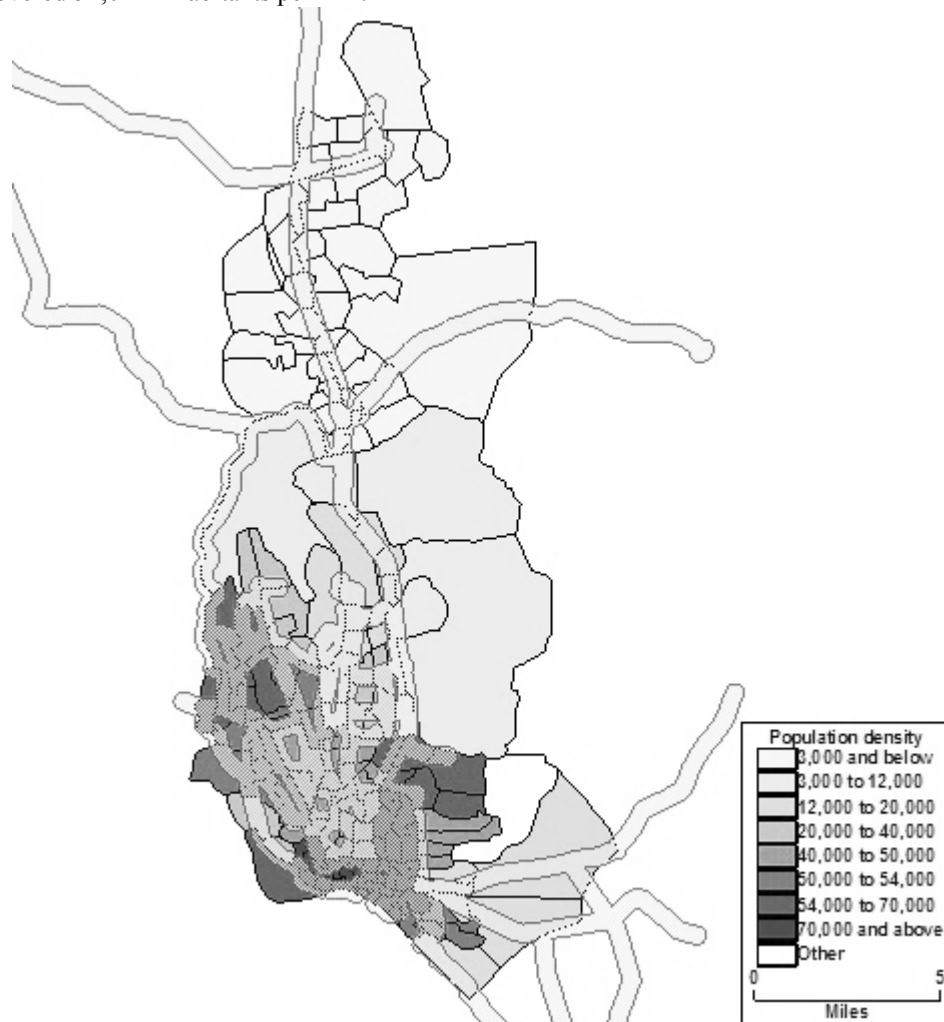 Population density
3,000 and below
3,000 to 12,000
12,000 to 20,000
20,000 to 40,000
40,000 to 50,000
50,000 to 54,000
54,000 to 70,000
70,000 and above
Other
0 5
Miles